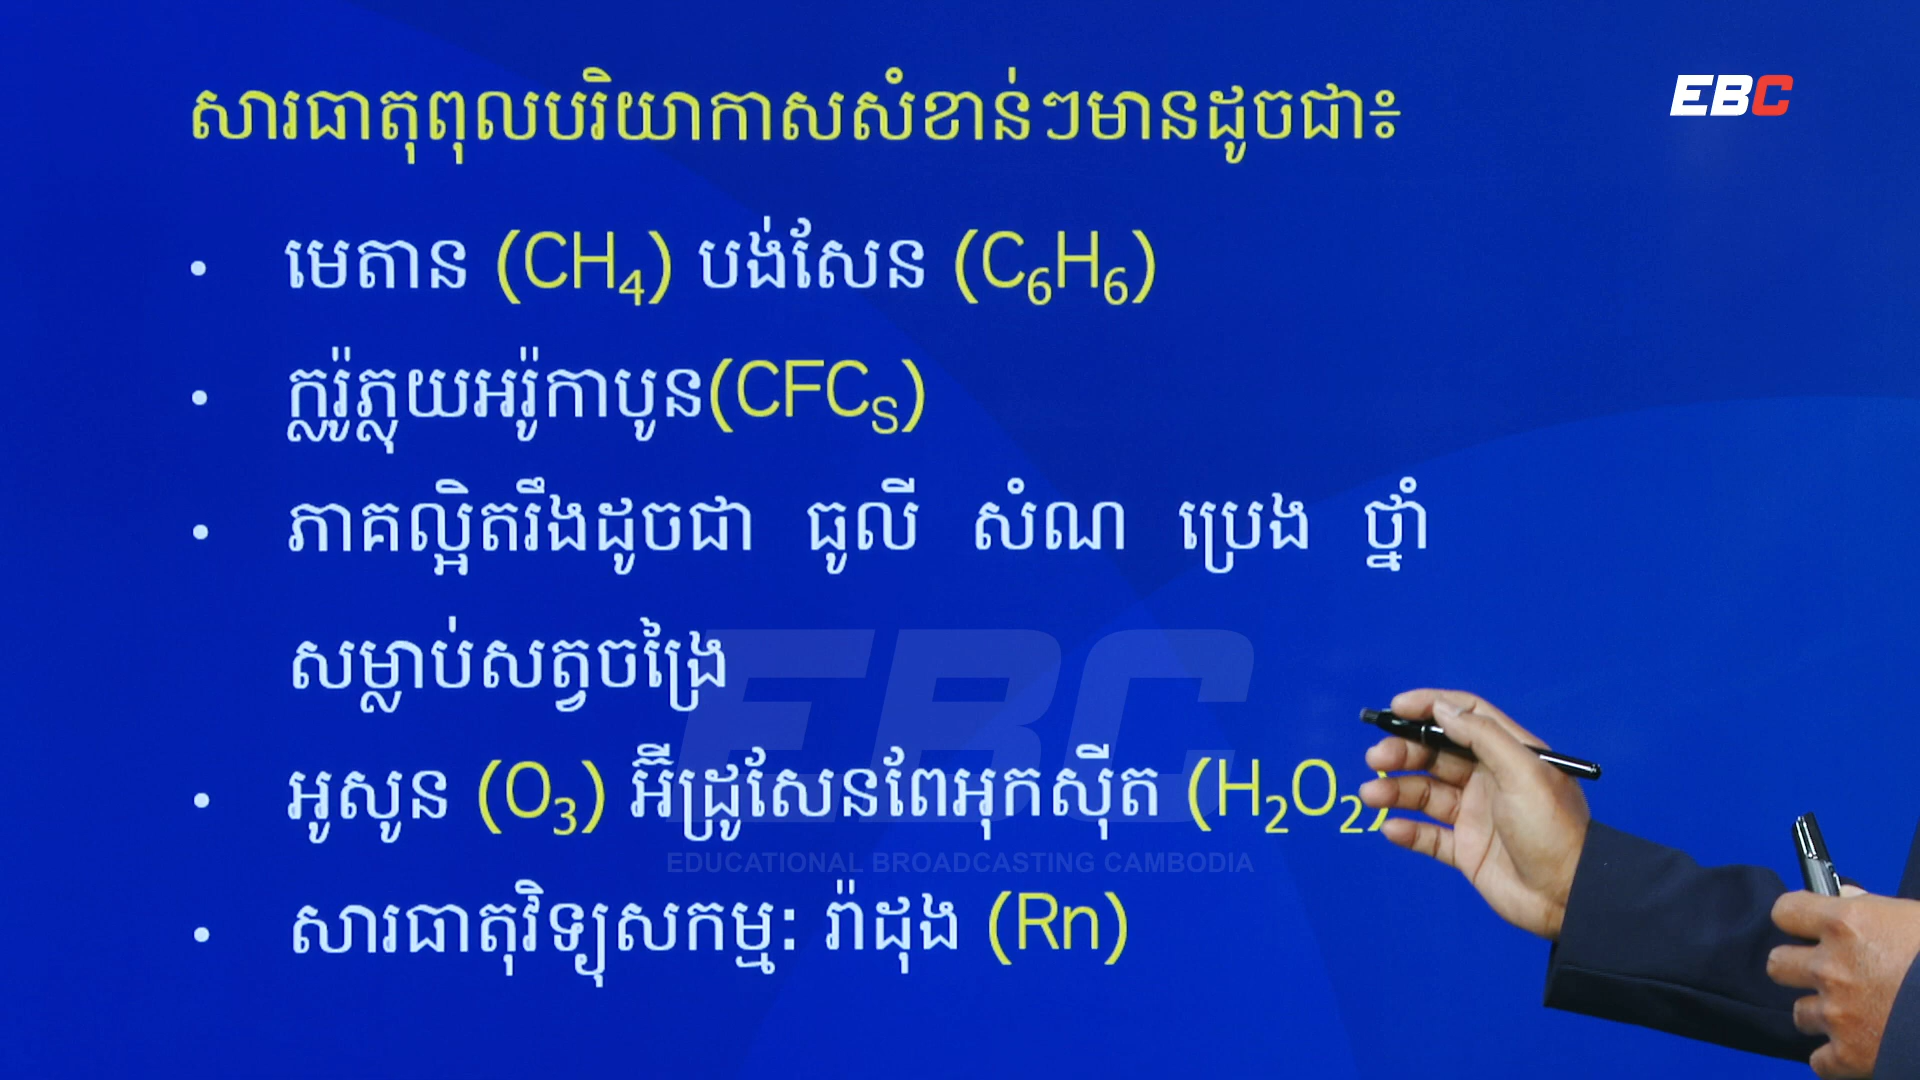 សារធាតុពុលបរិយាកាសសំខាន់ៗមានដូចជា៖
EBC
• មេតាន (CH₄) បង់សែន (C₆H₆)
• ក្លរ៉ូភ្លុយអរ៉ូកាបូន(CFCₛ)
• ភាគល្អិតរឹងដូចជា ធូលី សំណ ប្រេង ថ្នាំ
សម្លាប់សត្វចង្រៃ
• អូសូន (O₃) អ៊ីដ្រូសែនពែអុកស៊ីត (H₂O₂)
• សារធាតុវិទ្យុសកម្ម: រ៉ាដុង (Rn)
EBC
EDUCATIONAL BROADCASTING CAMBODIA